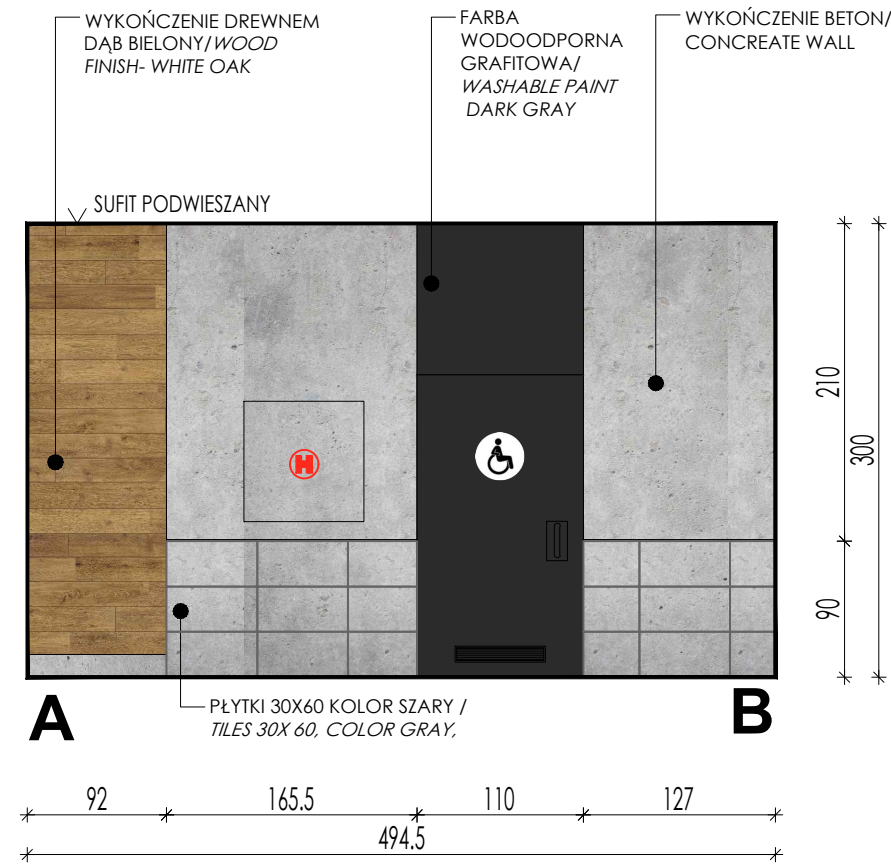 WYKOŃCZENIE DREWNEM
DĄB BIELONY/WOOD
FINISH- WHITE OAK
FARBA
WODOODPORNA
GRAFITOWA/
WASHABLE PAINT
DARK GRAY
WYKOŃCZENIE BETON/
CONCREATE WALL
SUFIT PODWIESZANY
H
210
300
90
A
B
PŁYTKI 30X60 KOLOR SZARY /
TILES 30X 60, COLOR GRAY,
92
165.5
110
127
494.5